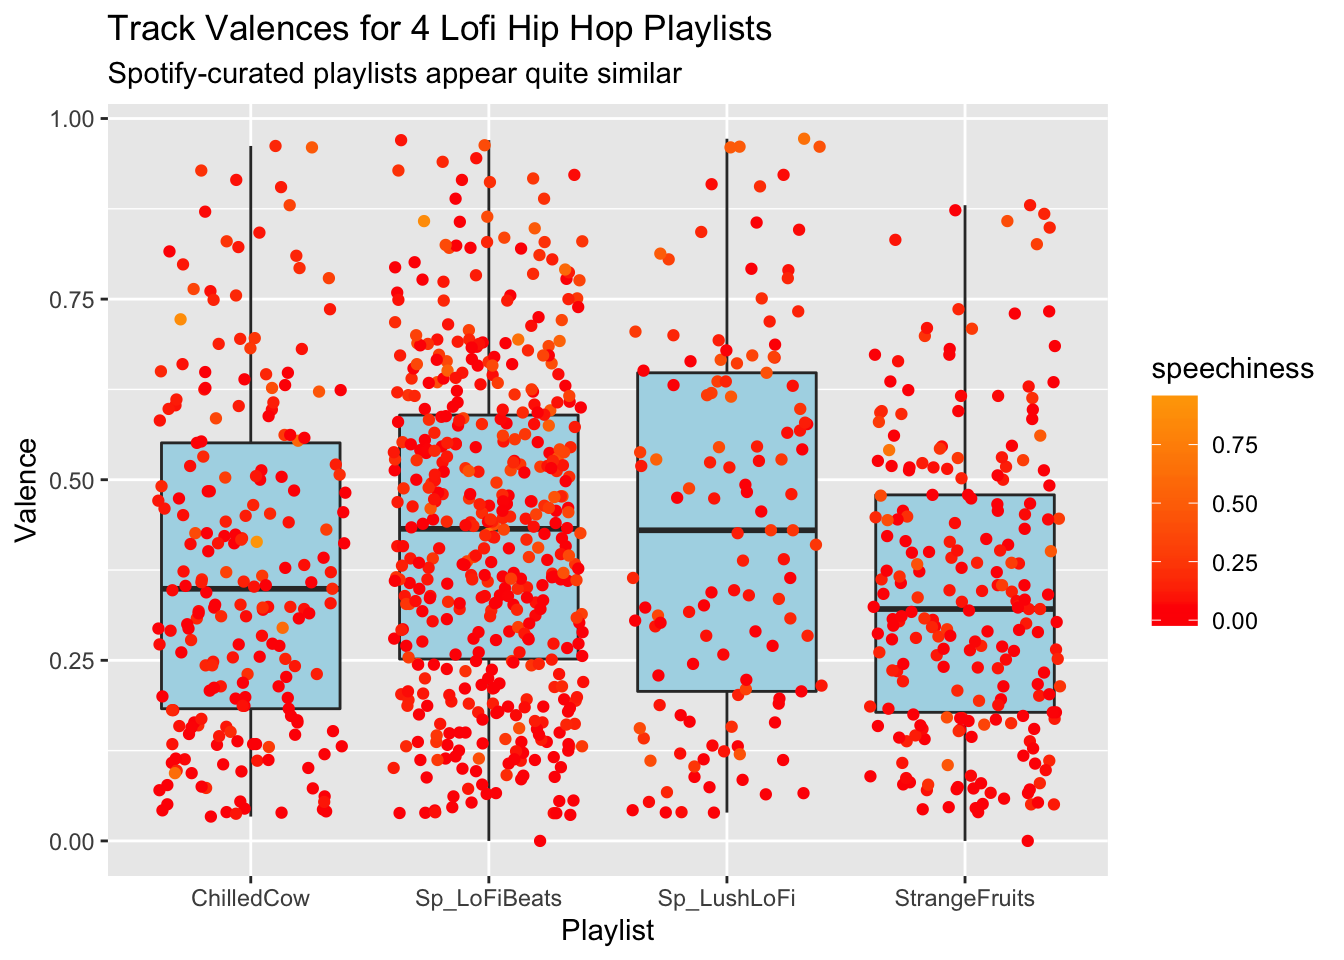 Track Valences for 4 Lofi Hip Hop Playlists
Spotify-curated playlists appear quite similar
1.00
0.75
0.50
0.25
0.00
Valence
ChilledCow
Sp_LoFiBeats
Sp_LushLoFi
StrangeFruits
Playlist
speechiness
0.75
0.50
0.25
0.00